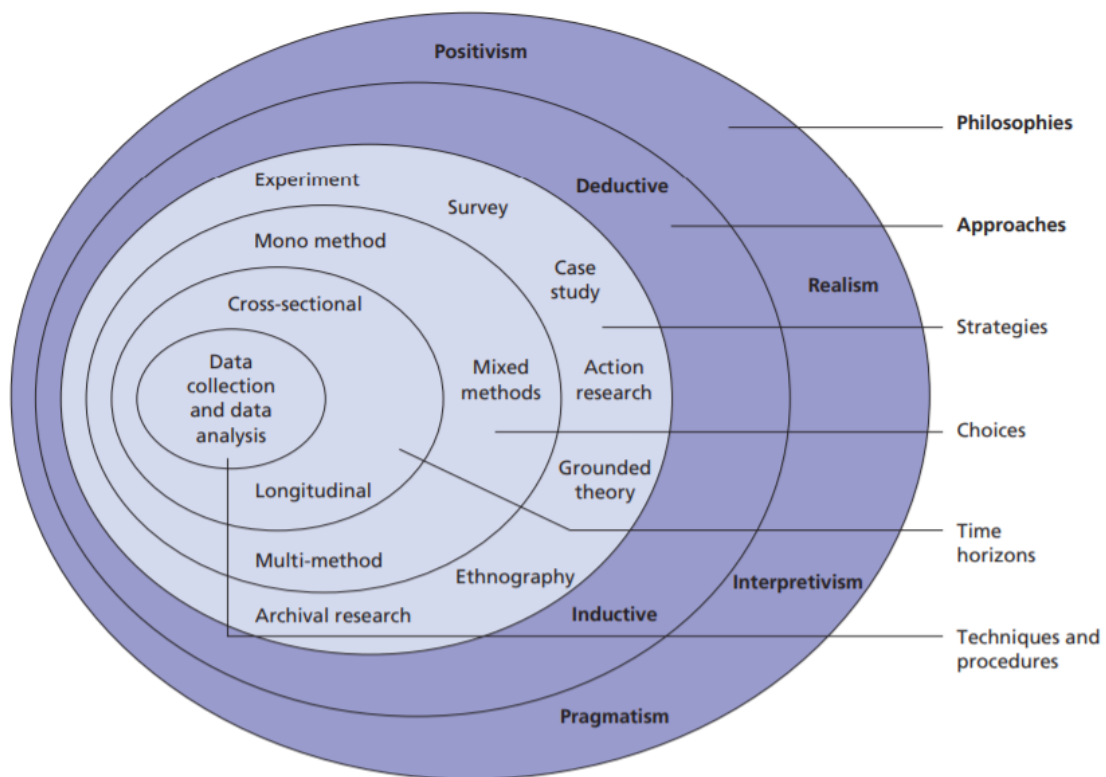 Positivism
Philosophies
Experiment
Deductive
Survey
Approaches
Mono method
Case
study
Realism
Cross-sectional
Strategies
Data
collection
and data
analysis
Mixed
methods
Action
research
Choices
Grounded
theory
Longitudinal
Time
horizons
Multi-method
Ethnography
Interpretivism
Archival research
Inductive
Techniques and
procedures
Pragmatism